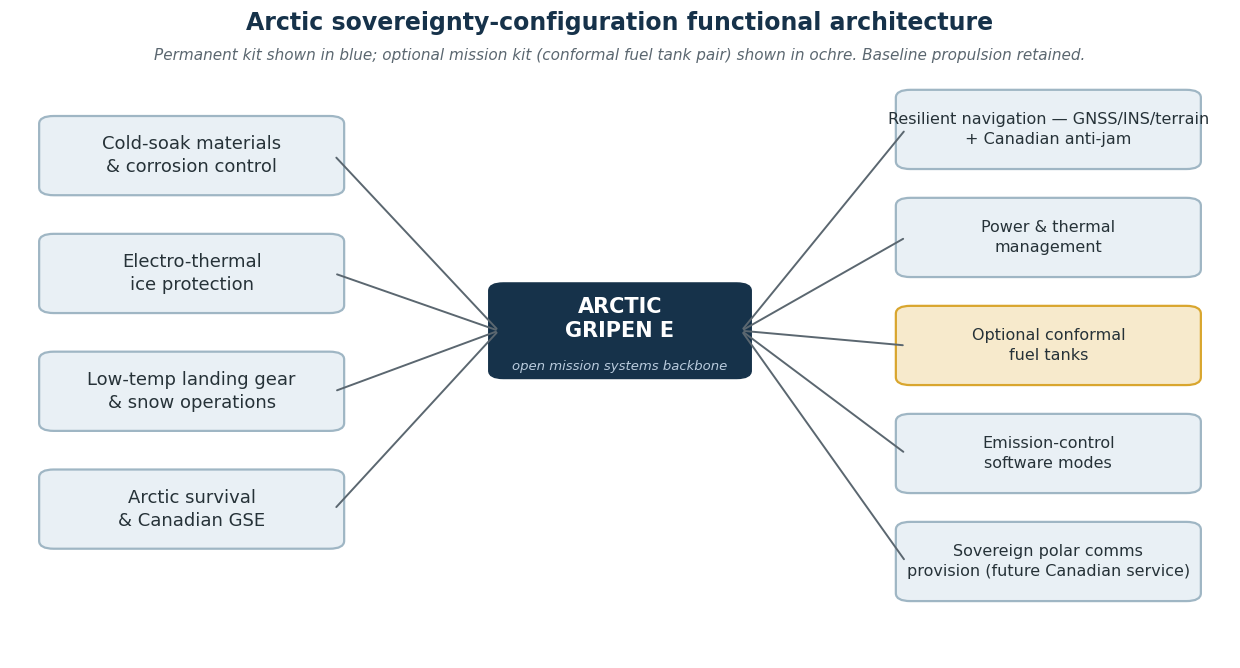 Arctic sovereignty-configuration functional architecture
Permanent kit shown in blue; optional mission kit (conformal fuel tank pair) shown in ochre. Baseline propulsion retained.
Cold-soak materials
& corrosion control
Electro-thermal
ice protection
Low-temp landing gear
& snow operations
Arctic survival
& Canadian GSE
ARCTIC
GRIPEN E
open mission systems backbone
Resilient navigation — GNSS/INS/terrain
+ Canadian anti-jam
Power & thermal
management
Optional conformal
fuel tanks
Emission-control
software modes
Sovereign polar comms
provision (future Canadian service)